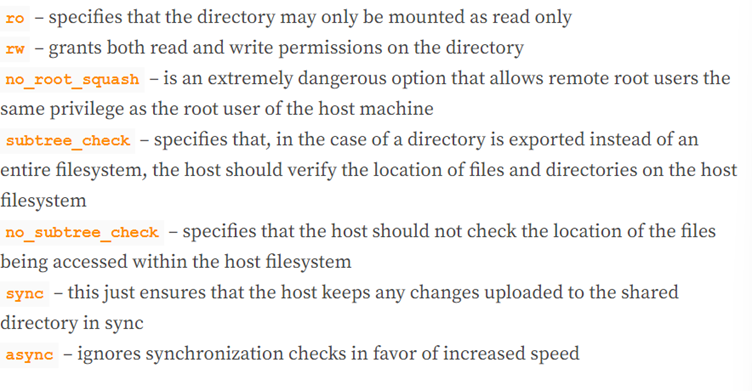 ro – specifies that the directory may only be mounted as read only
rw – grants both read and write permissions on the directory
no_root_squash – is an extremely dangerous option that allows remote root users the
same privilege as the root user of the host machine
subtree_check – specifies that, in the case of a directory is exported instead of an
entire filesystem, the host should verify the location of files and directories on the host
filesystem
no_subtree_check – specifies that the host should not check the location of the files
being accessed within the host filesystem
sync – this just ensures that the host keeps any changes uploaded to the shared
directory in sync
async – ignores synchronization checks in favor of increased speed